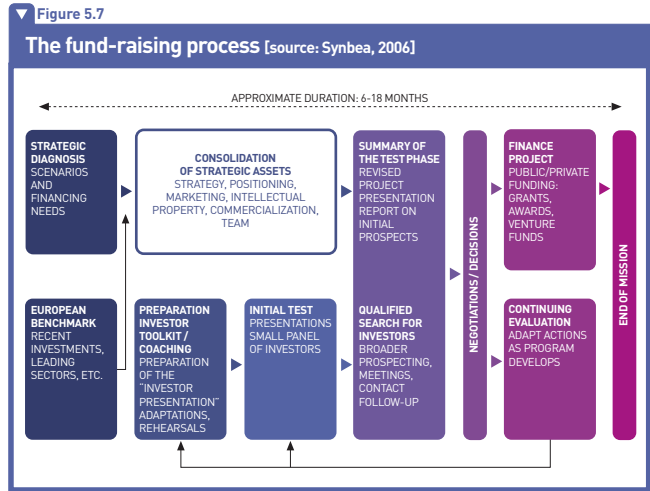 Figure 5.7
The fund-raising process [source: Synbea, 2006]
APPROXIMATE DURATION: 6-18 MONTHS
STRATEGIC
DIAGNOSIS
SCENARIOS
AND
FINANCING
NEEDS
CONSOLIDATION
OF STRATEGIC ASSETS
STRATEGY, POSITIONING,
MARKETING, INTELLECTUAL
PROPERTY, COMMERCIALIZATION,
TEAM
SUMMARY OF
THE TEST PHASE
REVISED
PROJECT
PRESENTATION
REPORT ON
INITIAL
PROSPECTS
NEGOTIATIONS / DECISIONS
FINANCE
PROJECT
PUBLIC/PRIVATE
FUNDING:
GRANTS,
AWARDS,
VENTURE
FUNDS
END OF MISSION
EUROPEAN
BENCHMARK
RECENT
INVESTMENTS,
LEADING
SECTORS, ETC.
PREPARATION
INVESTOR
TOOLKIT /
COACHING
PREPARATION
OF THE
"INVESTOR
PRESENTATION"
ADAPTATIONS,
REHEARSALS
INITIAL TEST
PRESENTATIONS
SMALL PANEL
OF INVESTORS
QUALIFIED
SEARCH FOR
INVESTORS
BROADER
PROSPECTING,
MEETINGS,
CONTACT
FOLLOW-UP
CONTINUING
EVALUATION
ADAPT ACTIONS
AS PROGRAM
DEVELOPS